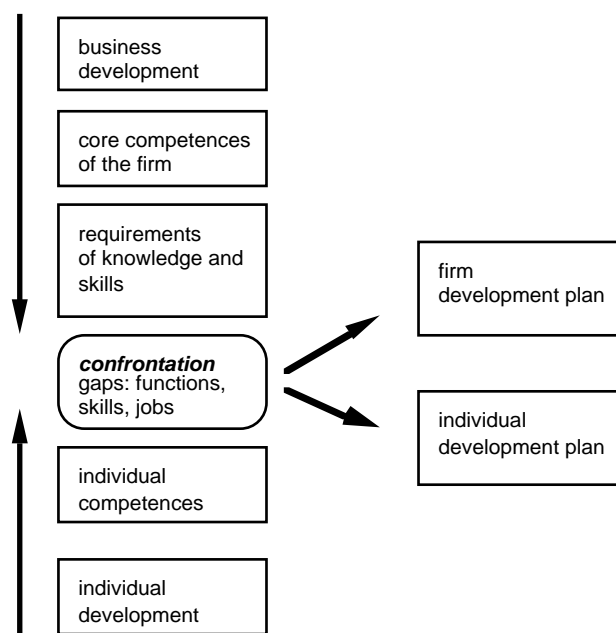 business
development
core competences
of the firm
requirements
of knowledge and
skills
confrontation
gaps: functions,
skills, jobs
individual
competences
individual
development
firm
development plan
individual
development plan